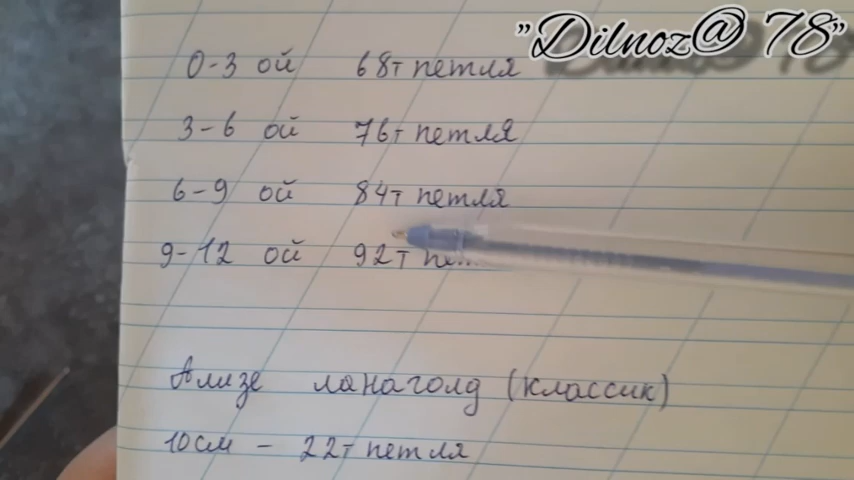 "Dilnoz@ 78"
0-3 ой 68т петля
3-6 ой 76т петля
6-9 ой 84т петля
9-12 ой 92т
Ализе ланаголд (классик)
10см - 22т петля